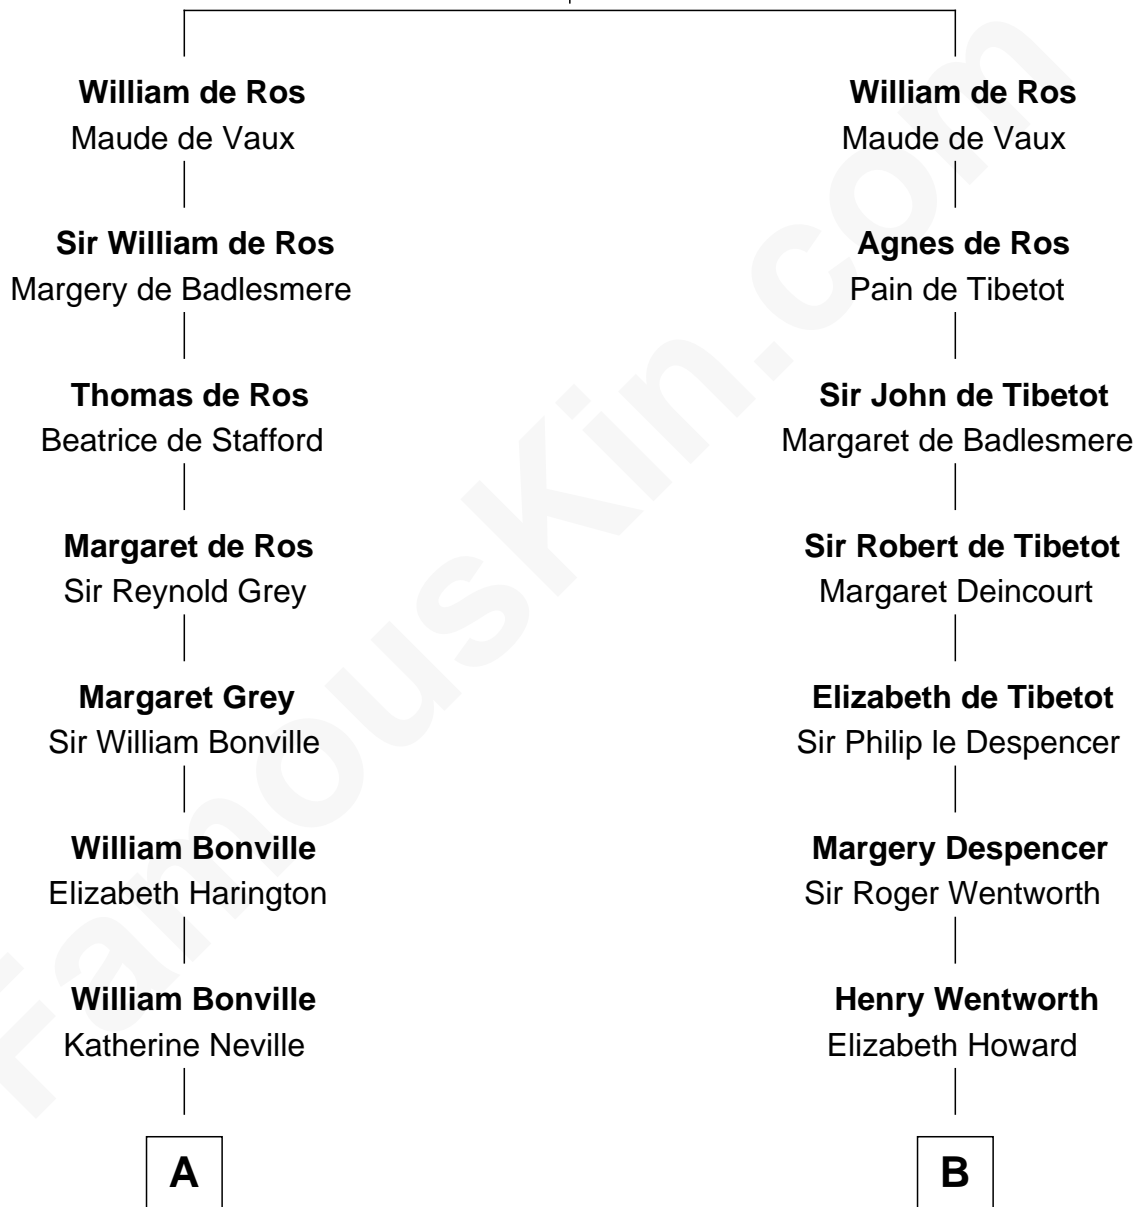 William de Ros
Maude de Vaux
Sir William de Ros
Margery de Badlesmere
Thomas de Ros
Beatrice de Stafford
Margaret de Ros
Sir Reynold Grey
Margaret Grey
Sir William Bonville
William Bonville
Elizabeth Harington
William Bonville
Katherine Neville
A
William de Ros
Maude de Vaux
Agnes de Ros
Pain de Tibetot
Sir John de Tibetot
Margaret de Badlesmere
Sir Robert de Tibetot
Margaret Deincourt
Elizabeth de Tibetot
Sir Philip le Despencer
Margery Despencer
Sir Roger Wentworth
Henry Wentworth
Elizabeth Howard
B
FamousKin.com